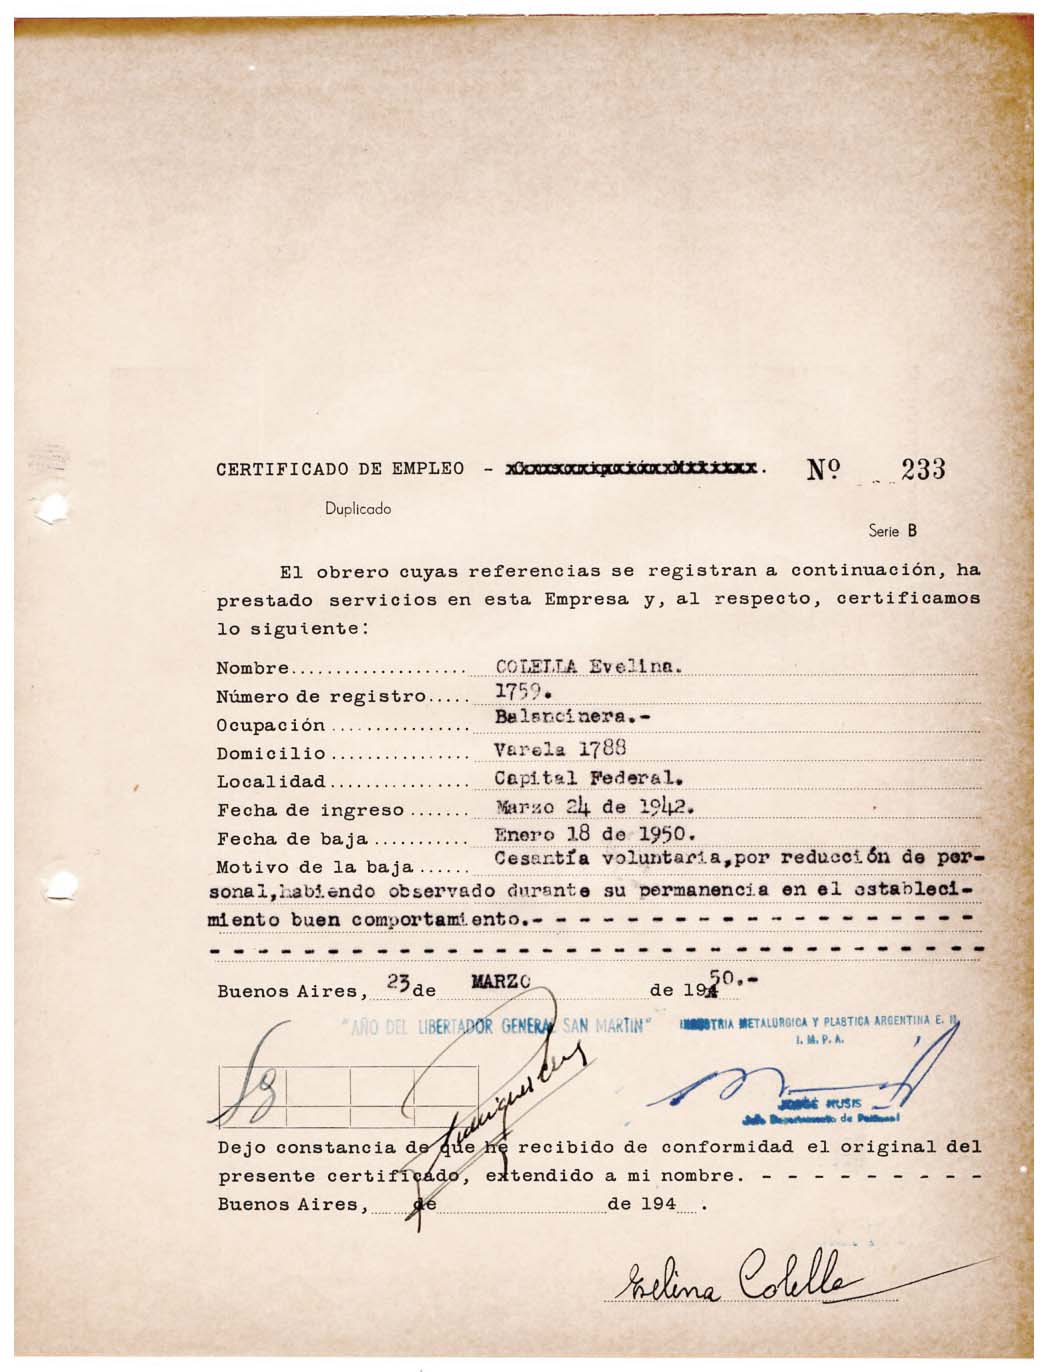 CERTIFICADO DE EMPLEO - . Nº 233
Duplicado
Serie B
El obrero cuyas referencias se registran a continuación, ha
prestado servicios en esta Empresa y, al respecto, certificamos
lo siguiente:
Nombre................... COLELLA Evelina.
Número de registro..... 1759.
Ocupación................ Balancinera.-
Domicilio................ Varela 1788
Localidad................ Capital Federal.
Fecha de ingreso....... Marzo 24 de 1942.
Fecha de baja........... Enero 18 de 1950.
Motivo de la baja...... Cesantía voluntaria,por reducción de per-
sonal,habiendo observado durante su permanencia en el estableci-
miento buen comportamiento.- - - - - - - - - - - - - - - - - -
- - - - - - - - - - - - - - - - - - - - - - - - - - - - - -
Buenos Aires, 23 de MARZO de 1950.-
"AÑO DEL LIBERTADOR GENERAL SAN MARTIN"
INDUSTRIA METALURGICA Y PLASTICA ARGENTINA E. N.
I. M. P. A.
JORGE MUSIS
Jefe Departamento de Personal
Dejo constancia de que he recibido de conformidad el original del
presente certificado, extendido a mi nombre. - - - - - - - - -
Buenos Aires, de de 194 .
Evelina Colella